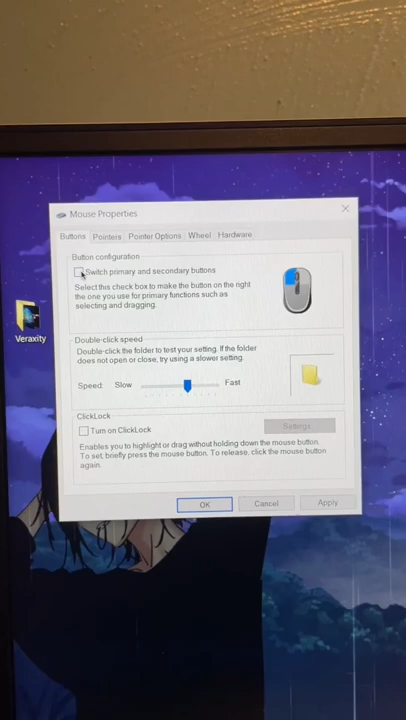 Mouse Properties
Buttons Pointers Pointer Options Wheel Hardware
Button configuration
Switch primary and secondary buttons
Select this check box to make the button on the right
the one you use for primary functions such as
selecting and dragging.
Double-click speed
Double-click the folder to test your setting. If the folder
does not open or close, try using a slower setting.
Speed: Slow Fast
Veraxity
ClickLock
Turn on ClickLock
Settings...
Enables you to highlight or drag without holding down the mouse button.
To set, briefly press the mouse button. To release, click the mouse button
again.
OK Cancel Apply